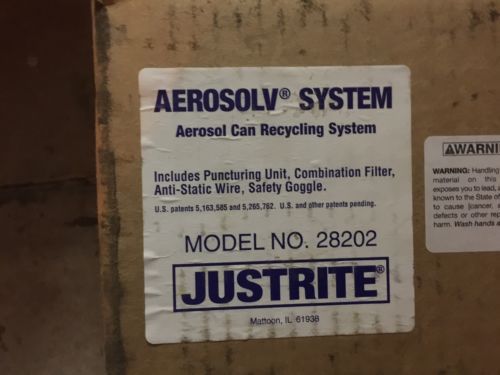 AEROSOLV® SYSTEM
Aerosol Can Recycling System
Includes Puncturing Unit, Combination Filter,
Anti-Static Wire, Safety Goggle.
U.S. patents 5,163,585 and 5,265,762. U.S. and other patents pending.
MODEL NO. 28202
JUSTRITE®
Mattoon, IL 61938
WARNING: Handling
material on this
exposes you to lead,
known to the State of
to cause [cancer,
defects or other
harm. Wash hands